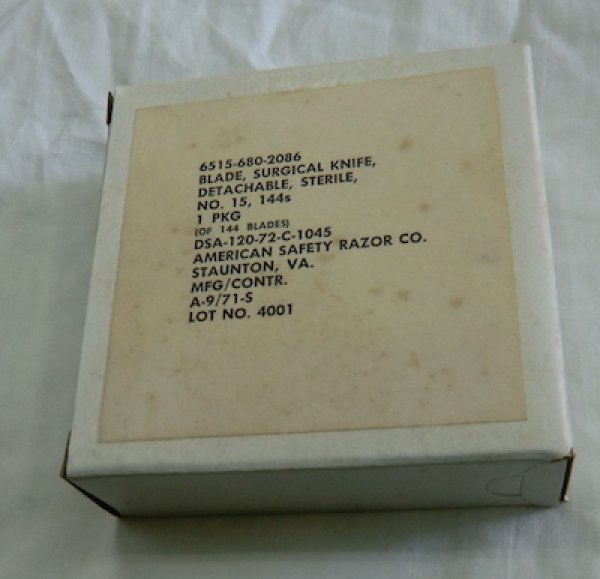 6515-680-2086
BLADE, SURGICAL KNIFE,
DETACHABLE, STERILE,
NO. 15, 144s
1 PKG
(OF 144 BLADES)
DSA-120-72-C-1045
AMERICAN SAFETY RAZOR CO.
STAUNTON, VA.
MFG/CONTR.
A-9/71-S
LOT NO. 4001